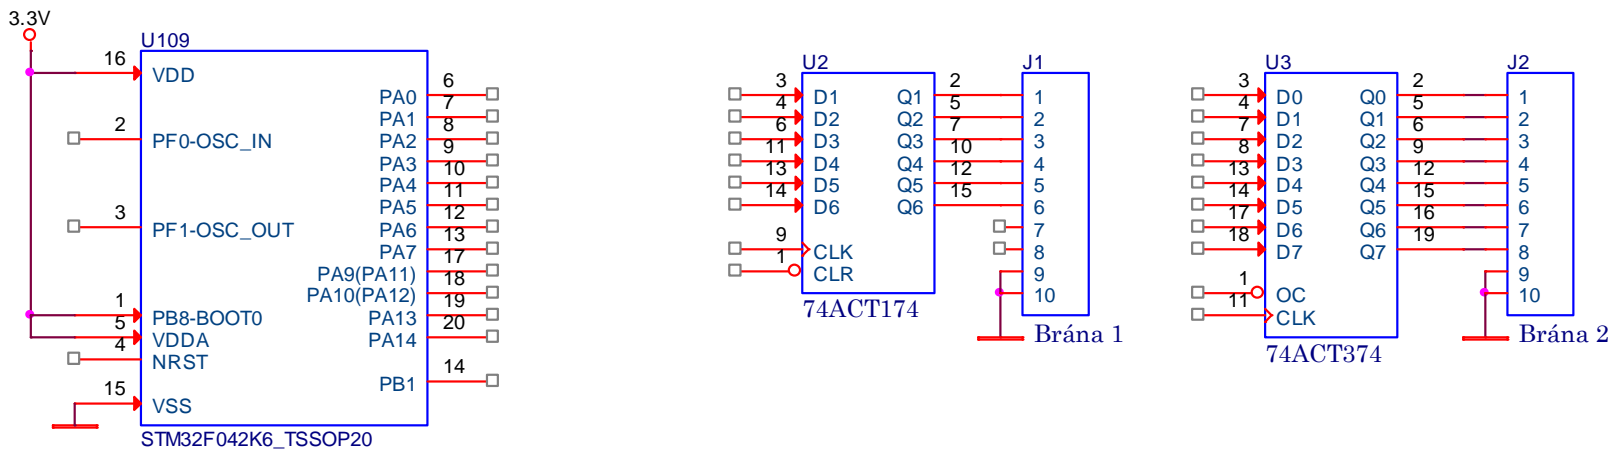 3.3V
U109
16
VDD
2
PF0-OSC_IN
3
PF1-OSC_OUT
1
PB8-BOOT0
5
VDDA
4
NRST
15
VSS
6
PA0
7
PA1
8
PA2
9
PA3
10
PA4
11
PA5
12
PA6
13
PA7
17
PA9(PA11)
18
PA10(PA12)
19
PA13
20
PA14
14
PB1
STM32F042K6_TSSOP20
U2
3 D1 Q1 2
4 D2 Q2 5
6 D3 Q3 7
11 D4 Q4 10
13 D5 Q5 12
14 D6 Q6 15
9 CLK
1 CLR
74ACT174
J1
1
2
3
4
5
6
7
8
9
10
Brána 1
U3
3 D0 Q0 2
4 D1 Q1 5
7 D2 Q2 6
8 D3 Q3 9
13 D4 Q4 12
14 D5 Q5 15
17 D6 Q6 16
18 D7 Q7 19
1 OC
11 CLK
74ACT374
J2
1
2
3
4
5
6
7
8
9
10
Brána 2